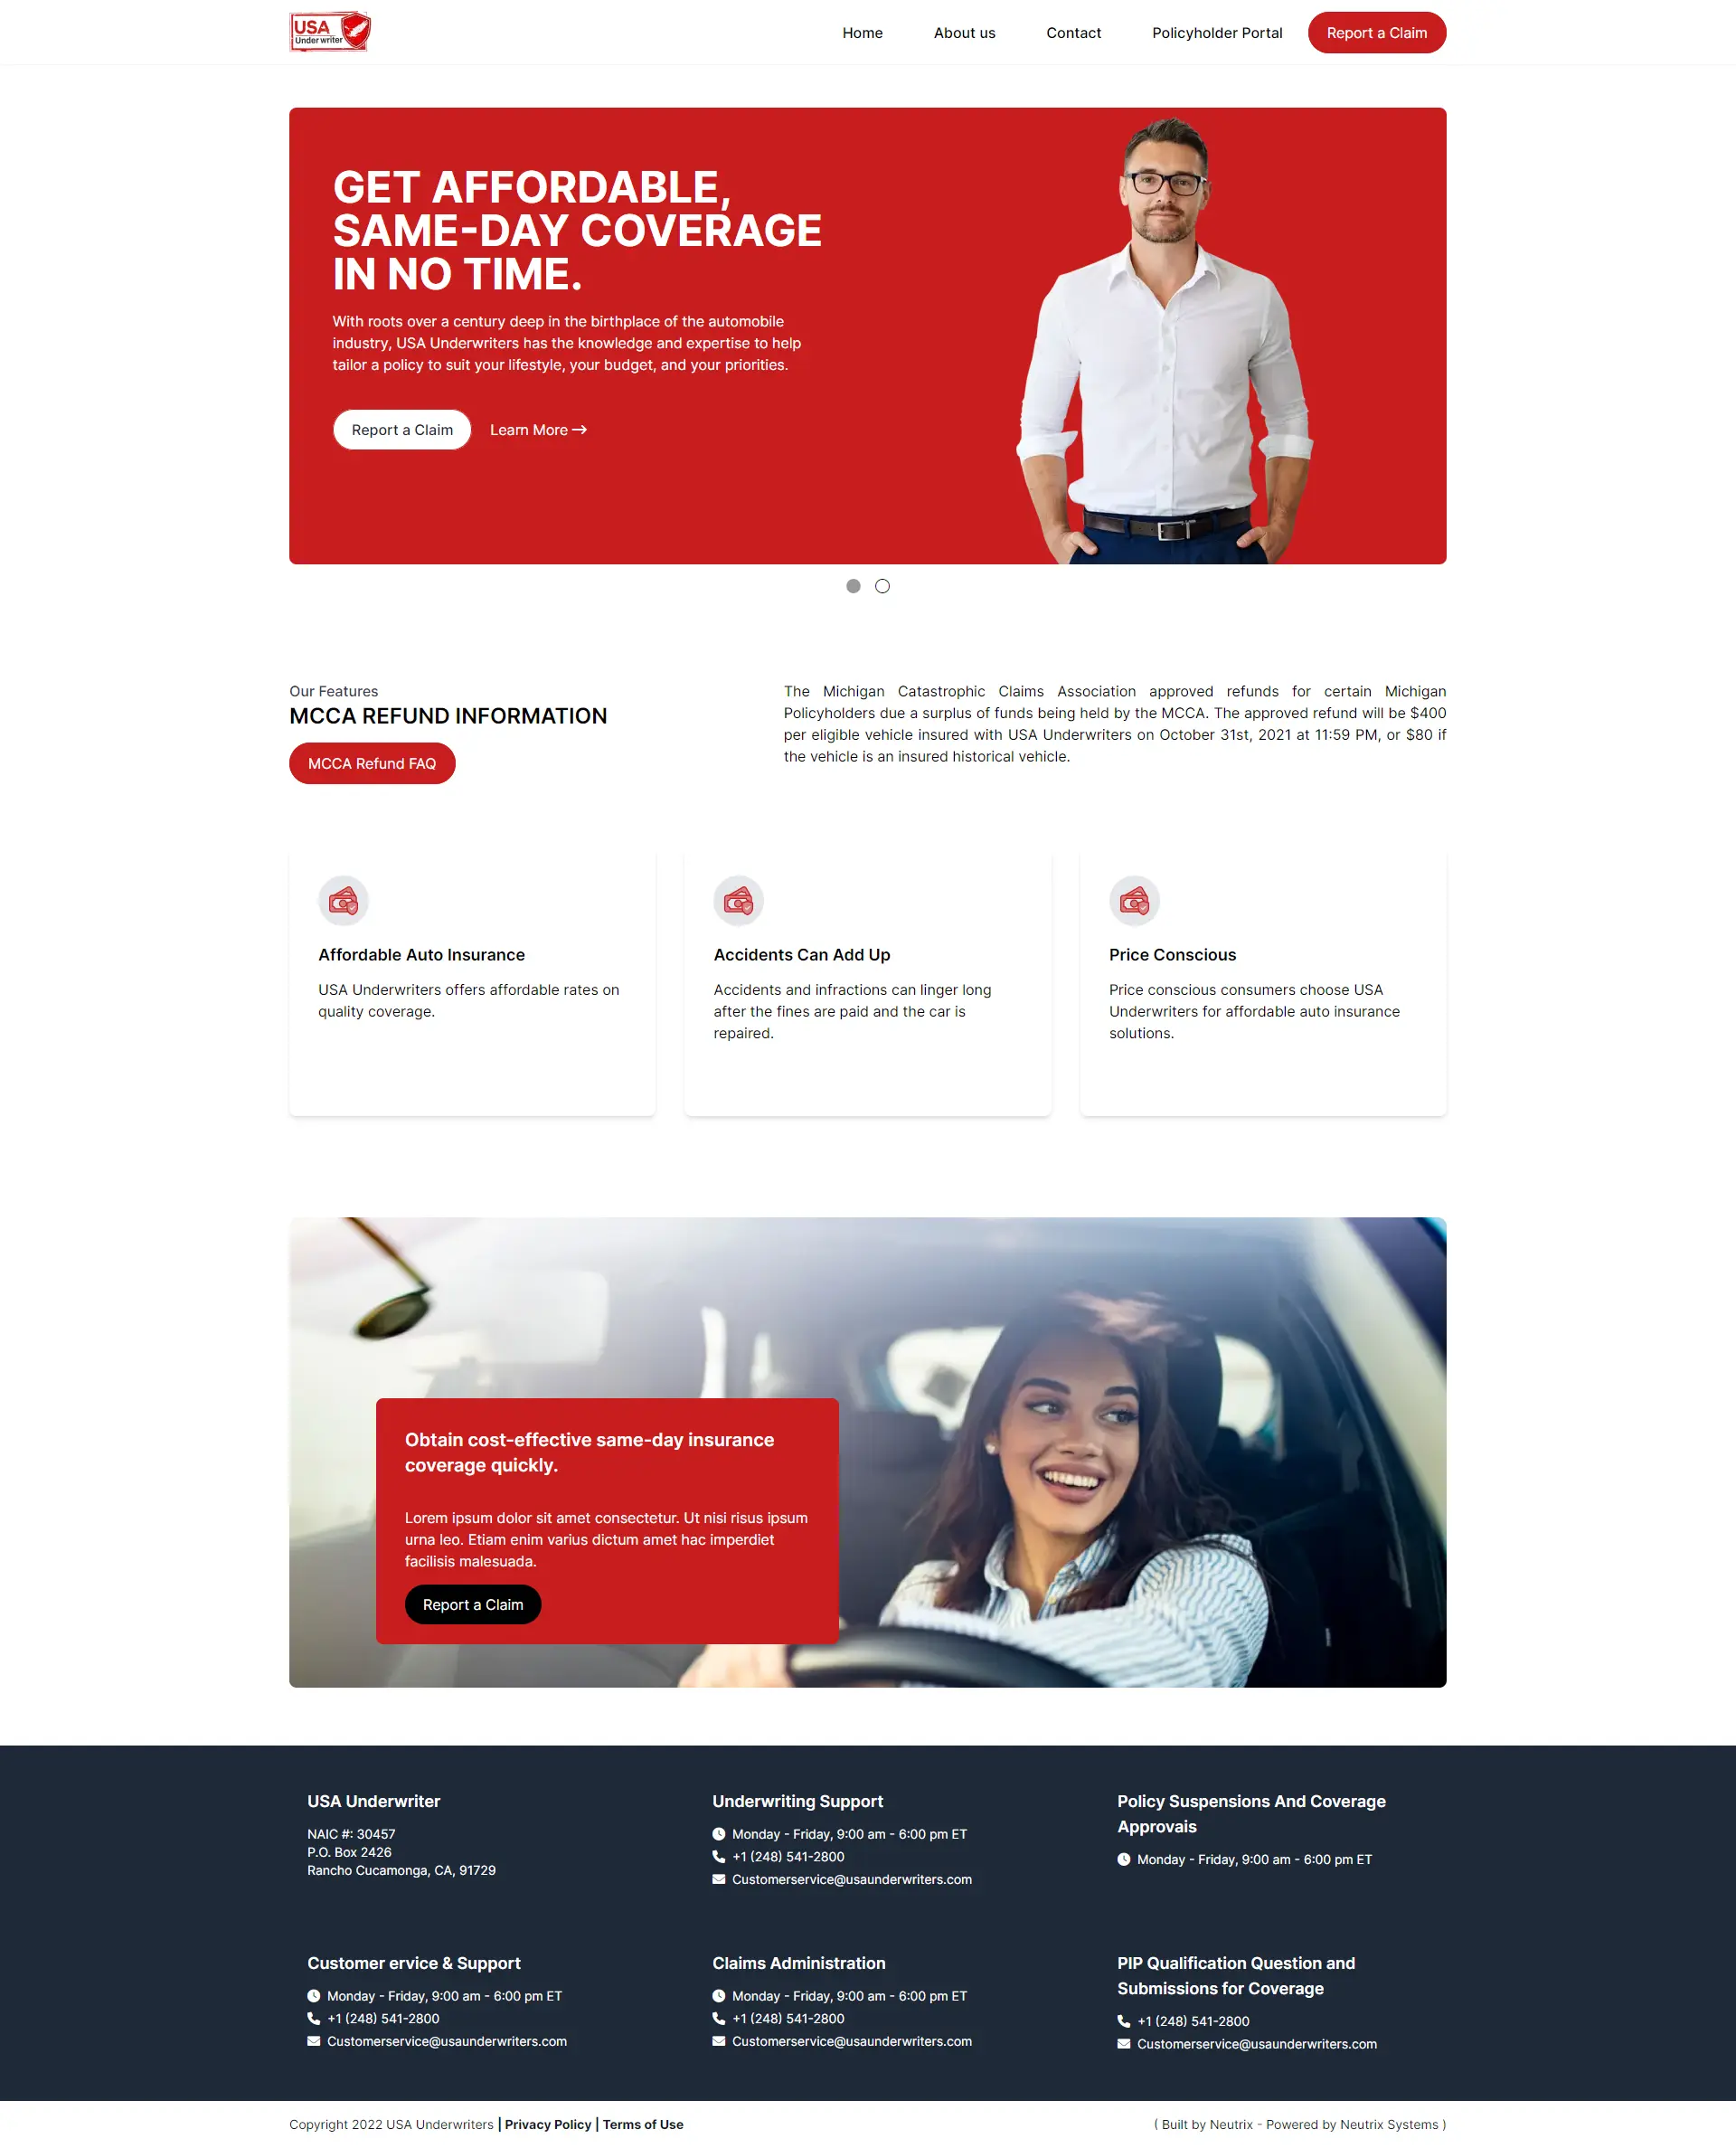 USA
Under writer
Home
About us
Contact
Policyholder Portal
Report a Claim
GET AFFORDABLE,
SAME-DAY COVERAGE
IN NO TIME.
With roots over a century deep in the birthplace of the automobile
industry, USA Underwriters has the knowledge and expertise to help
tailor a policy to suit your lifestyle, your budget, and your priorities.
Report a Claim
Learn More →
Our Features
MCCA REFUND INFORMATION
MCCA Refund FAQ
The Michigan Catastrophic Claims Association approved refunds for certain Michigan
Policyholders due a surplus of funds being held by the MCCA. The approved refund will be $400
per eligible vehicle insured with USA Underwriters on October 31st, 2021 at 11:59 PM, or $80 if
the vehicle is an insured historical vehicle.
Affordable Auto Insurance
USA Underwriters offers affordable rates on
quality coverage.
Accidents Can Add Up
Accidents and infractions can linger long
after the fines are paid and the car is
repaired.
Price Conscious
Price conscious consumers choose USA
Underwriters for affordable auto insurance
solutions.
Obtain cost-effective same-day insurance
coverage quickly.
Lorem ipsum dolor sit amet consectetur. Ut nisi risus ipsum
urna leo. Etiam enim varius dictum amet hac imperdiet
facilisis malesuada.
Report a Claim
USA Underwriter
NAIC #: 30457
P.O. Box 2426
Rancho Cucamonga, CA, 91729
Underwriting Support
Monday - Friday, 9:00 am - 6:00 pm ET
+1 (248) 541-2800
Customerservice@usaunderwriters.com
Policy Suspensions And Coverage
Approvais
Monday - Friday, 9:00 am - 6:00 pm ET
Customer ervice & Support
Monday - Friday, 9:00 am - 6:00 pm ET
+1 (248) 541-2800
Customerservice@usaunderwriters.com
Claims Administration
Monday - Friday, 9:00 am - 6:00 pm ET
+1 (248) 541-2800
Customerservice@usaunderwriters.com
PIP Qualification Question and
Submissions for Coverage
+1 (248) 541-2800
Customerservice@usaunderwriters.com
Copyright 2022 USA Underwriters | Privacy Policy | Terms of Use
( Built by Neutrix - Powered by Neutrix Systems )